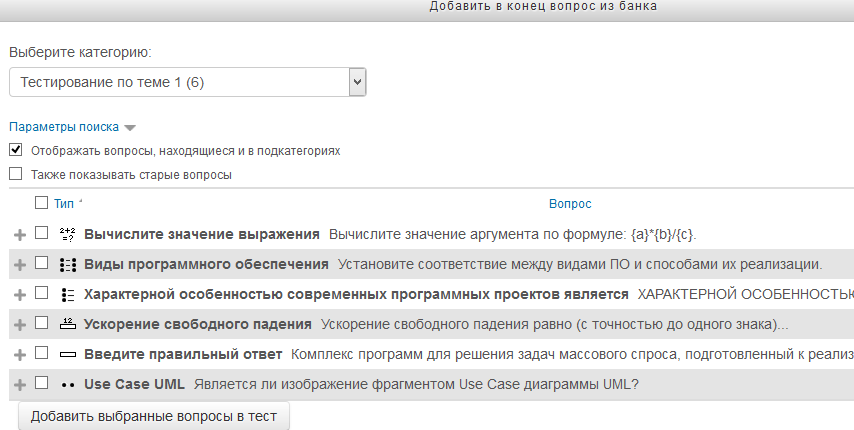 Добавить в конец вопрос из банка
Выберите категорию:
Тестирование по теме 1 (6)
Параметры поиска
Отображать вопросы, находящиеся и в подкатегориях
Также показывать старые вопросы
Тип Вопрос
2+2 =? Вычислите значение выражения Вычислите значение аргумента по формуле: {a}*{b}/{c}.
Виды программного обеспечения Установите соответствие между видами ПО и способами их реализации.
Характерной особенностью современных программных проектов является ХАРАКТЕРНОЙ ОСОБЕННОСТЬЮ
12 Ускорение свободного падения Ускорение свободного падения равно (с точностью до одного знака)...
Введите правильный ответ Комплекс программ для решения задач массового спроса, подготовленный к реализ
Use Case UML Является ли изображение фрагментом Use Case диаграммы UML?
Добавить выбранные вопросы в тест